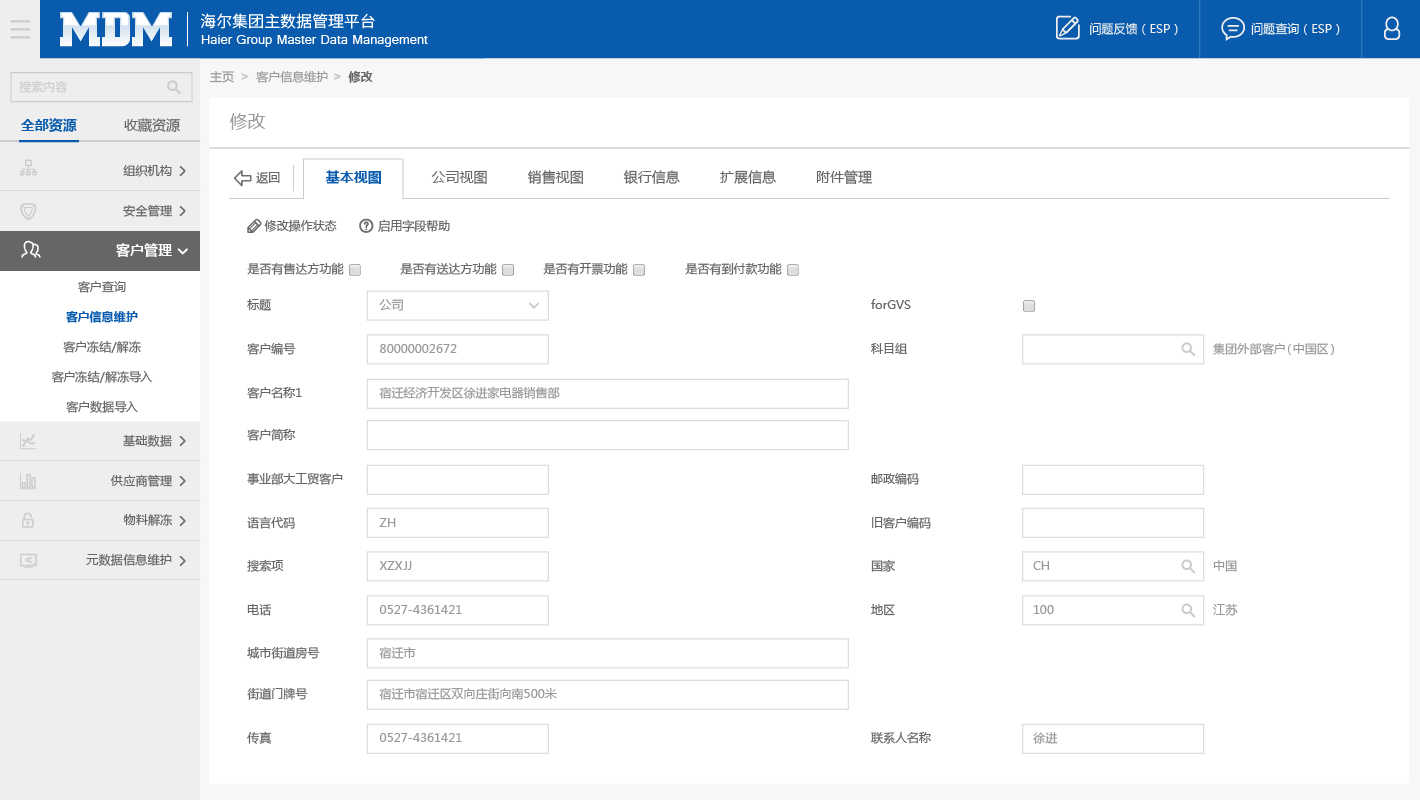 MDM
海尔集团主数据管理平台
Haier Group Master Data Management
问题反馈 ( ESP )
问题查询 ( ESP )
搜索内容
全部资源 收藏资源
组织机构
安全管理
客户管理
客户查询
客户信息维护
客户冻结/解冻
客户冻结/解冻导入
客户数据导入
基础数据
供应商管理
物料解冻
元数据信息维护
主页 > 客户信息维护 > 修改
修改
返回 基本视图 公司视图 销售视图 银行信息 扩展信息 附件管理
修改操作状态 启用字段帮助
是否有售达方功能 是否有送达方功能 是否有开票功能 是否有到付款功能
标题 公司 forGVS
客户编号 80000002672 科目组 集团外部客户(中国区)
客户名称1 宿迁经济开发区徐进家电器销售部
客户简称
事业部大工贸客户 邮政编码
语言代码 ZH 旧客户编码
搜索项 XZXJJ 国家 CH 中国
电话 0527-4361421 地区 100 江苏
城市街道房号 宿迁市
街道门牌号 宿迁市宿迁区双向庄街向南500米
传真 0527-4361421 联系人名称 徐进